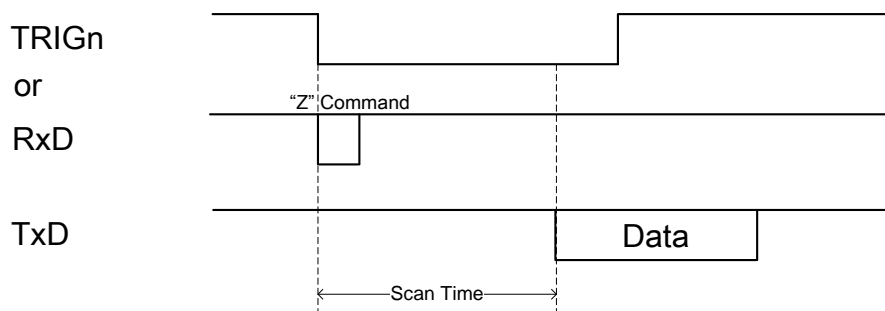 TRIGn
or
“Z” Command
RxD
TxD
Data
Scan Time